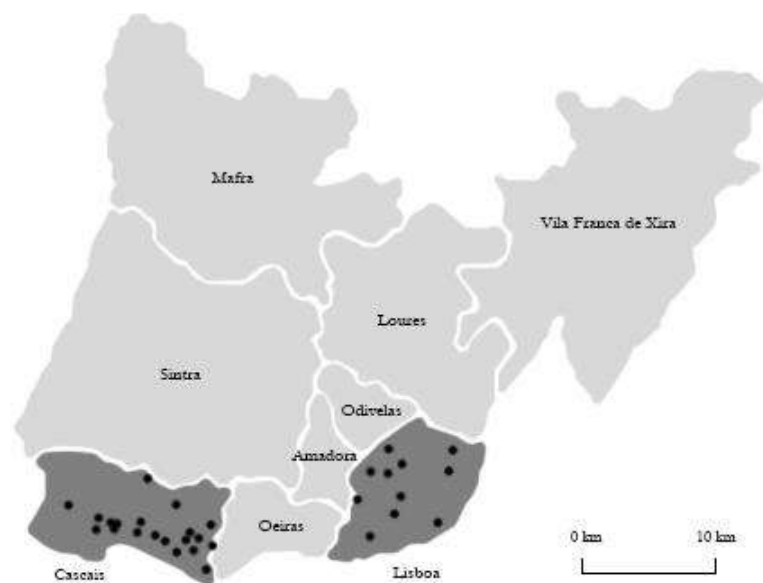 Mafra
Vila Franca de Xira
Loures
Sintra
Odivelas
Amadora
Oeiras
0 km 10 km
Cascais
Lisboa